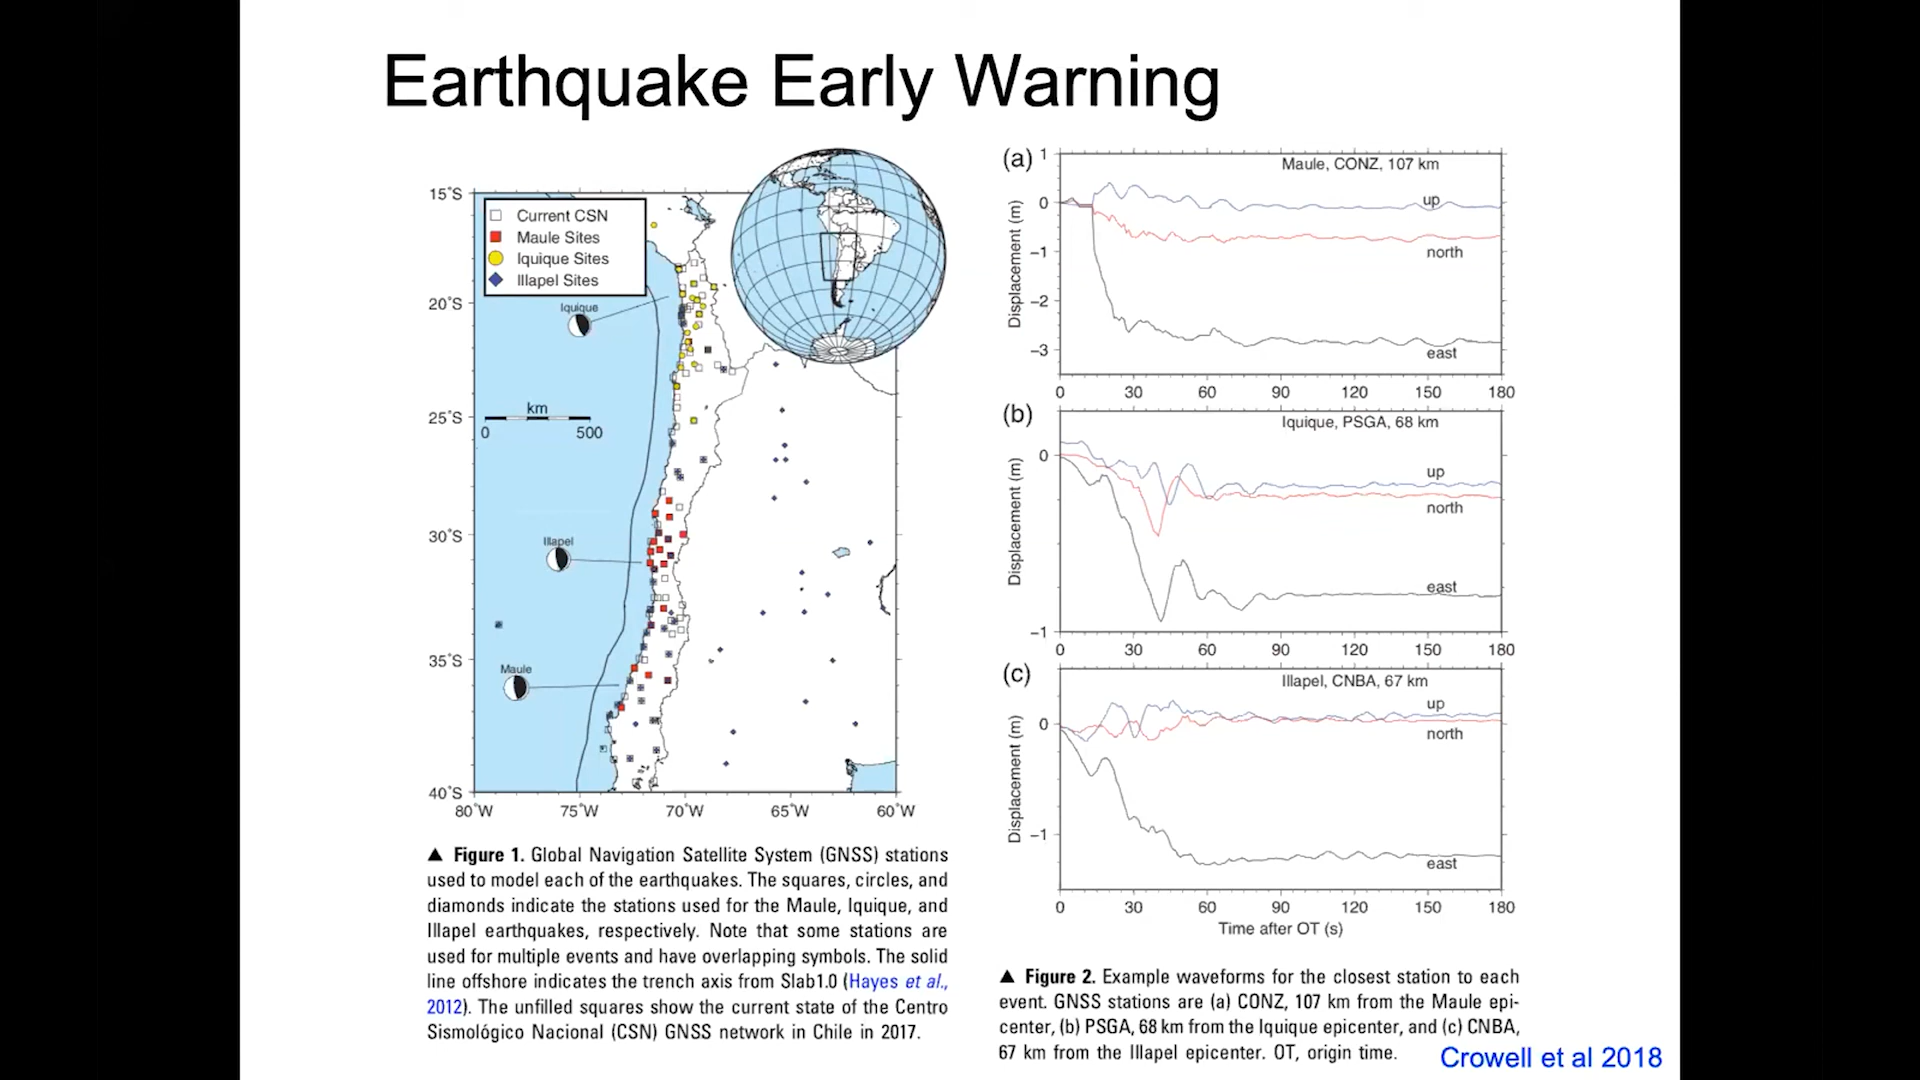 Earthquake Early Warning
15°S
20°S
25°S
30°S
35°S
40°S
80°W 75°W 70°W 65°W 60°W
Current CSN
Maule Sites
Iquique Sites
Illapel Sites
Iquique
km
0 500
Illapel
Maule
▲ Figure 1. Global Navigation Satellite System (GNSS) stations
used to model each of the earthquakes. The squares, circles, and
diamonds indicate the stations used for the Maule, Iquique, and
Illapel earthquakes, respectively. Note that some stations are
used for multiple events and have overlapping symbols. The solid
line offshore indicates the trench axis from Slab1.0 (Hayes et al.,
2012). The unfilled squares show the current state of the Centro
Sismológico Nacional (CSN) GNSS network in Chile in 2017.
(a)
Maule, CONZ, 107 km
Displacement (m)
1
0
−1
−2
−3
up
north
east
0 30 60 90 120 150 180
(b)
Iquique, PSGA, 68 km
Displacement (m)
0
−1
up
north
east
0 30 60 90 120 150 180
(c)
Illapel, CNBA, 67 km
Displacement (m)
0
−1
up
north
east
0 30 60 90 120 150 180
Time after OT (s)
▲ Figure 2. Example waveforms for the closest station to each
event. GNSS stations are (a) CONZ, 107 km from the Maule epi-
center, (b) PSGA, 68 km from the Iquique epicenter, and (c) CNBA,
67 km from the Illapel epicenter. OT, origin time.
Crowell et al 2018